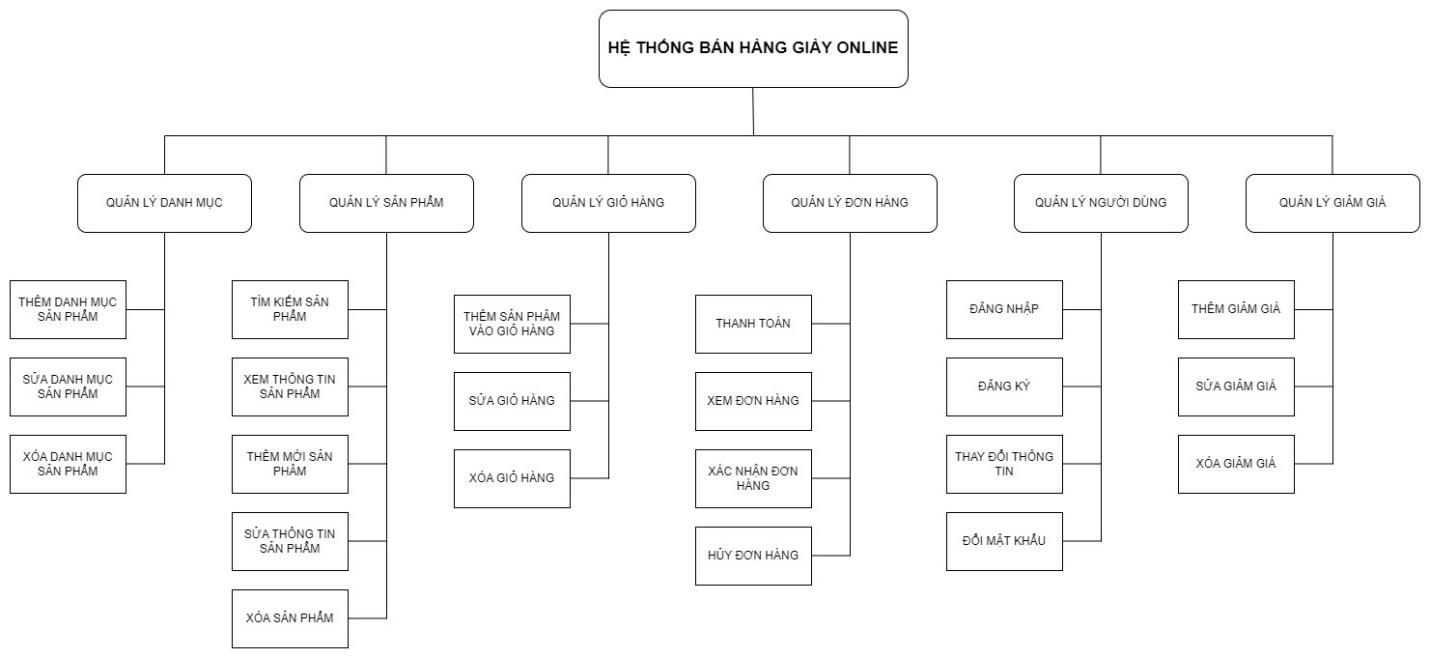 HỆ THỐNG BÁN HÀNG GIÀY ONLINE
QUẢN LÝ DANH MỤC
QUẢN LÝ SẢN PHẨM
QUẢN LÝ GIỎ HÀNG
QUẢN LÝ ĐƠN HÀNG
QUẢN LÝ NGƯỜI DÙNG
QUẢN LÝ GIẢM GIÁ
THÊM DANH MỤC
SẢN PHẨM
SỬA DANH MỤC
SẢN PHẨM
XÓA DANH MỤC
SẢN PHẨM
TÌM KIẾM SẢN
PHẨM
XEM THÔNG TIN
SẢN PHẨM
THÊM MỚI SẢN
PHẨM
SỬA THÔNG TIN
SẢN PHẨM
XÓA SẢN PHẨM
THÊM SẢN PHẨM
VÀO GIỎ HÀNG
SỬA GIỎ HÀNG
XÓA GIỎ HÀNG
THANH TOÁN
XEM ĐƠN HÀNG
XÁC NHẬN ĐƠN
HÀNG
HỦY ĐƠN HÀNG
ĐĂNG NHẬP
ĐĂNG KÝ
THAY ĐỔI THÔNG
TIN
ĐỔI MẬT KHẨU
THÊM GIẢM GIÁ
SỬA GIẢM GIÁ
XÓA GIẢM GIÁ